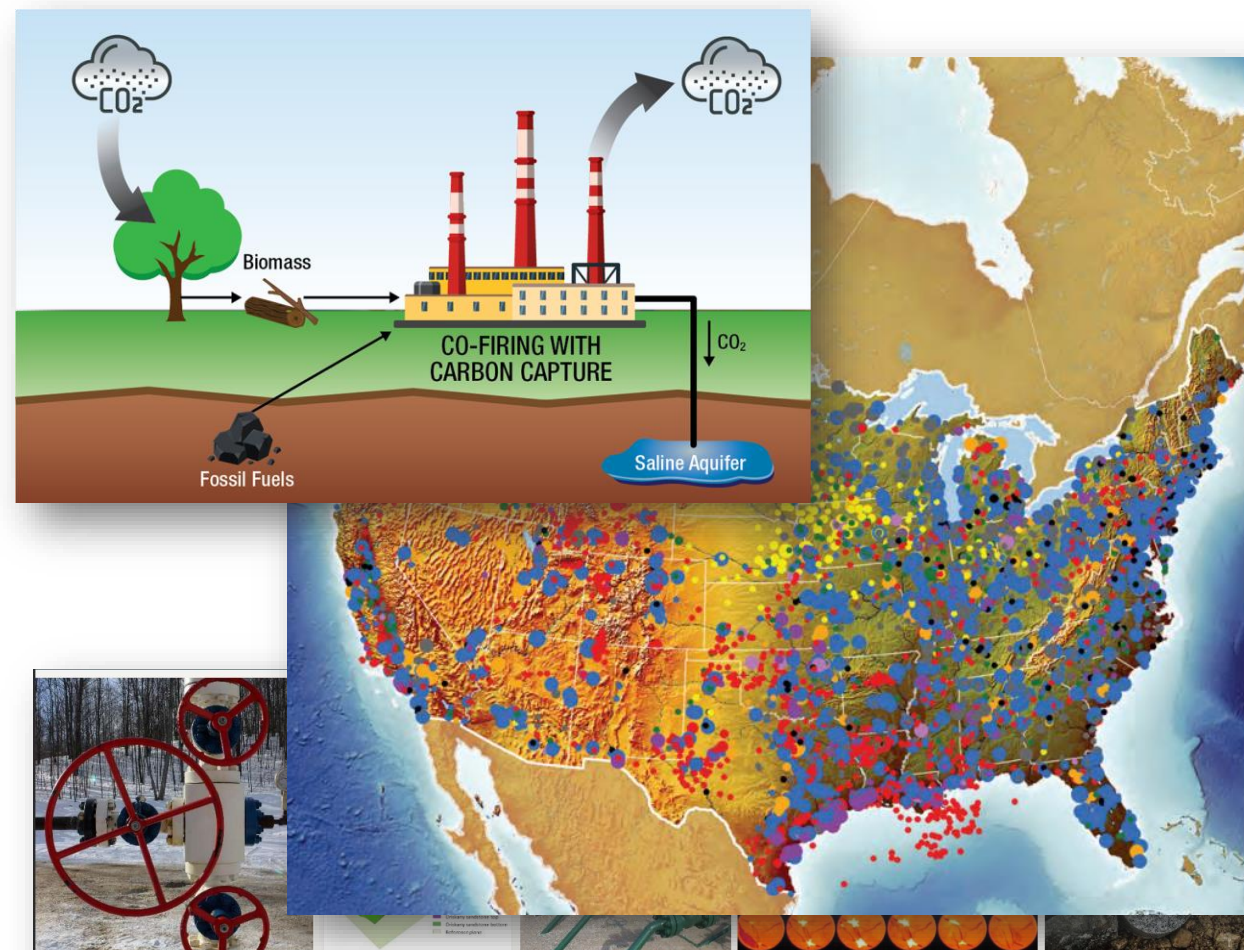 CO2
CO2
Biomass
CO-FIRING WITH
CARBON CAPTURE
CO₂
Fossil Fuels
Saline Aquifer